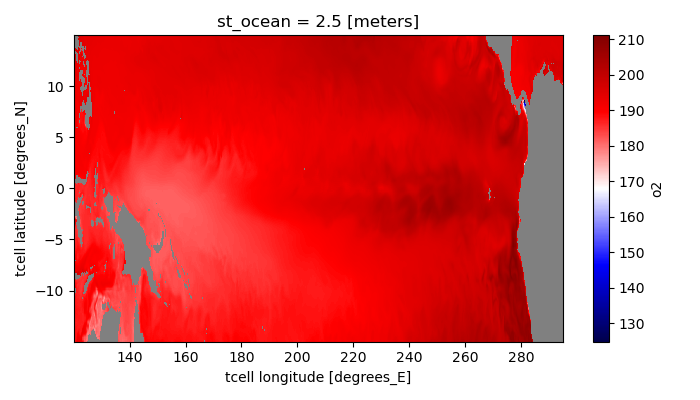 st_ocean = 2.5 [meters]
10
5
0
−5
−10
tcell latitude [degrees_N]
140 160 180 200 220 240 260 280
tcell longitude [degrees_E]
210
200
190
180
170
160
150
140
130
o2